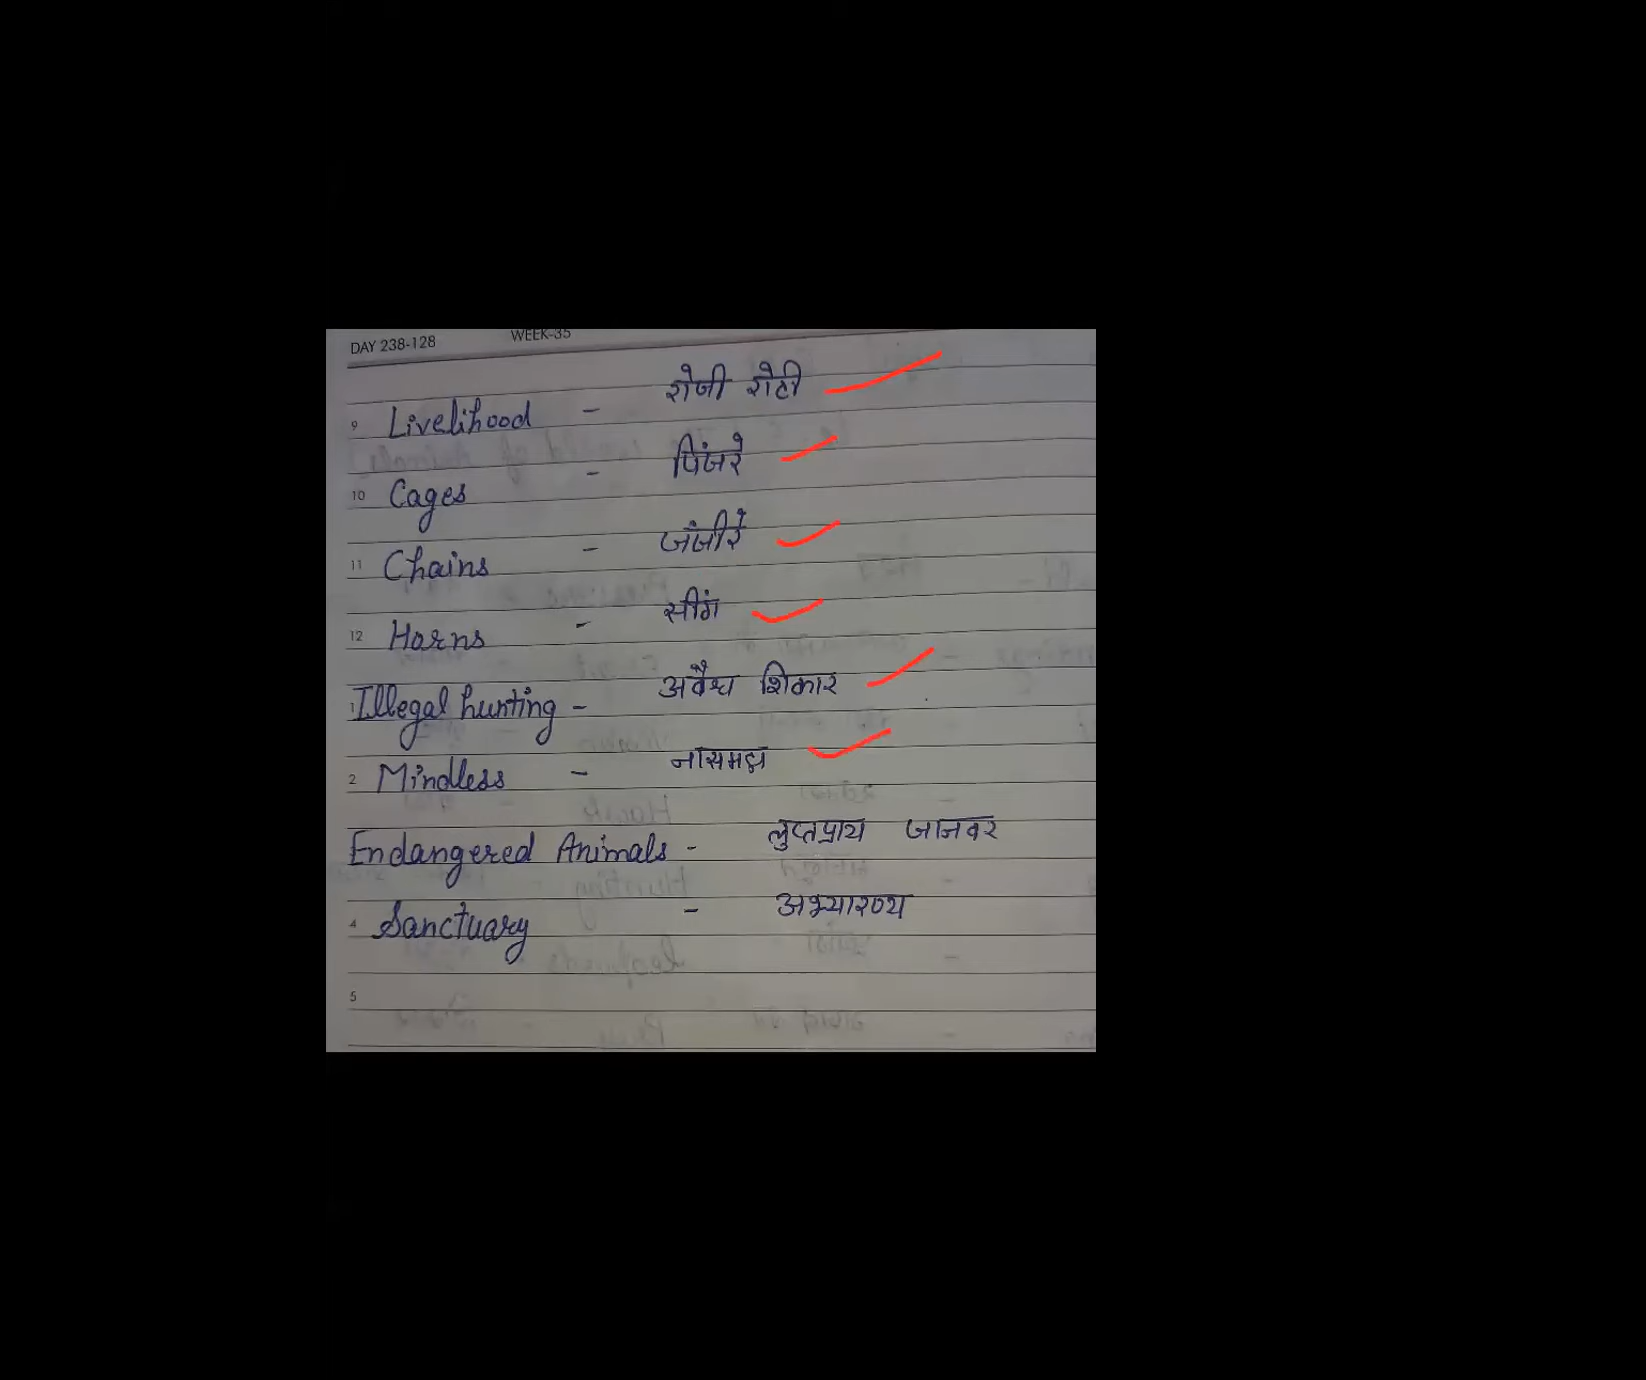 DAY 238-128 WEEK-35
9 Livelihood - रोजी रोटी
10 Cages - पिंजरे
11 Chains - जंजीरे
12 Horns - सींग
1 Illegal hunting - अवैध शिकार
2 Mindless - नासमझ
Endangered Animals - लुप्तप्राय जानवर
4 Sanctuary - अभ्यारण्य
5